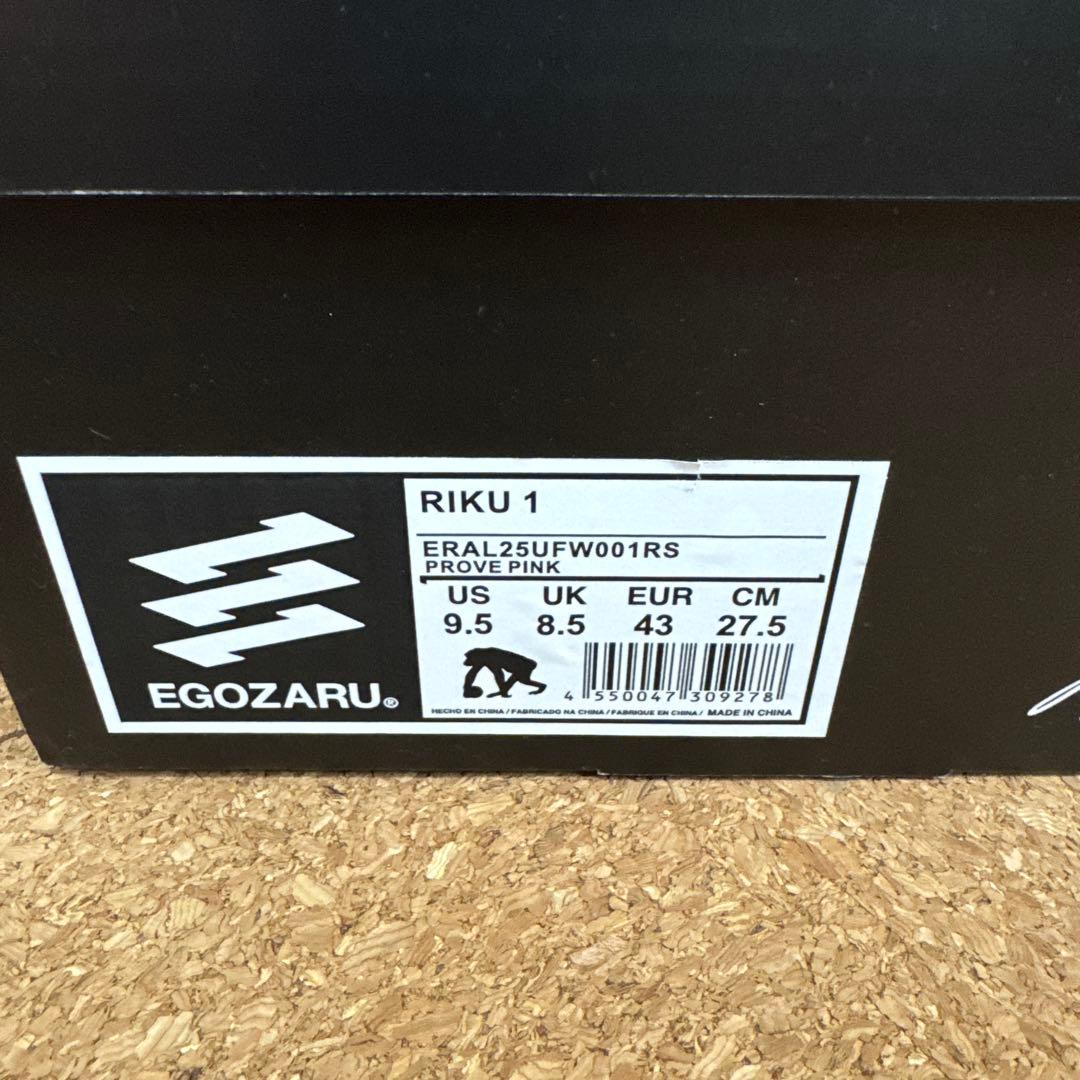 RIKU 1
ERAL25UFW001RS
PROVE PINK
US UK EUR CM
9.5 8.5 43 27.5
4 550047 309278
HECHO EN CHINA / FABRICADO NA CHINA / FABRIQUE EN CHINA / MADE IN CHINA
EGOZARU®